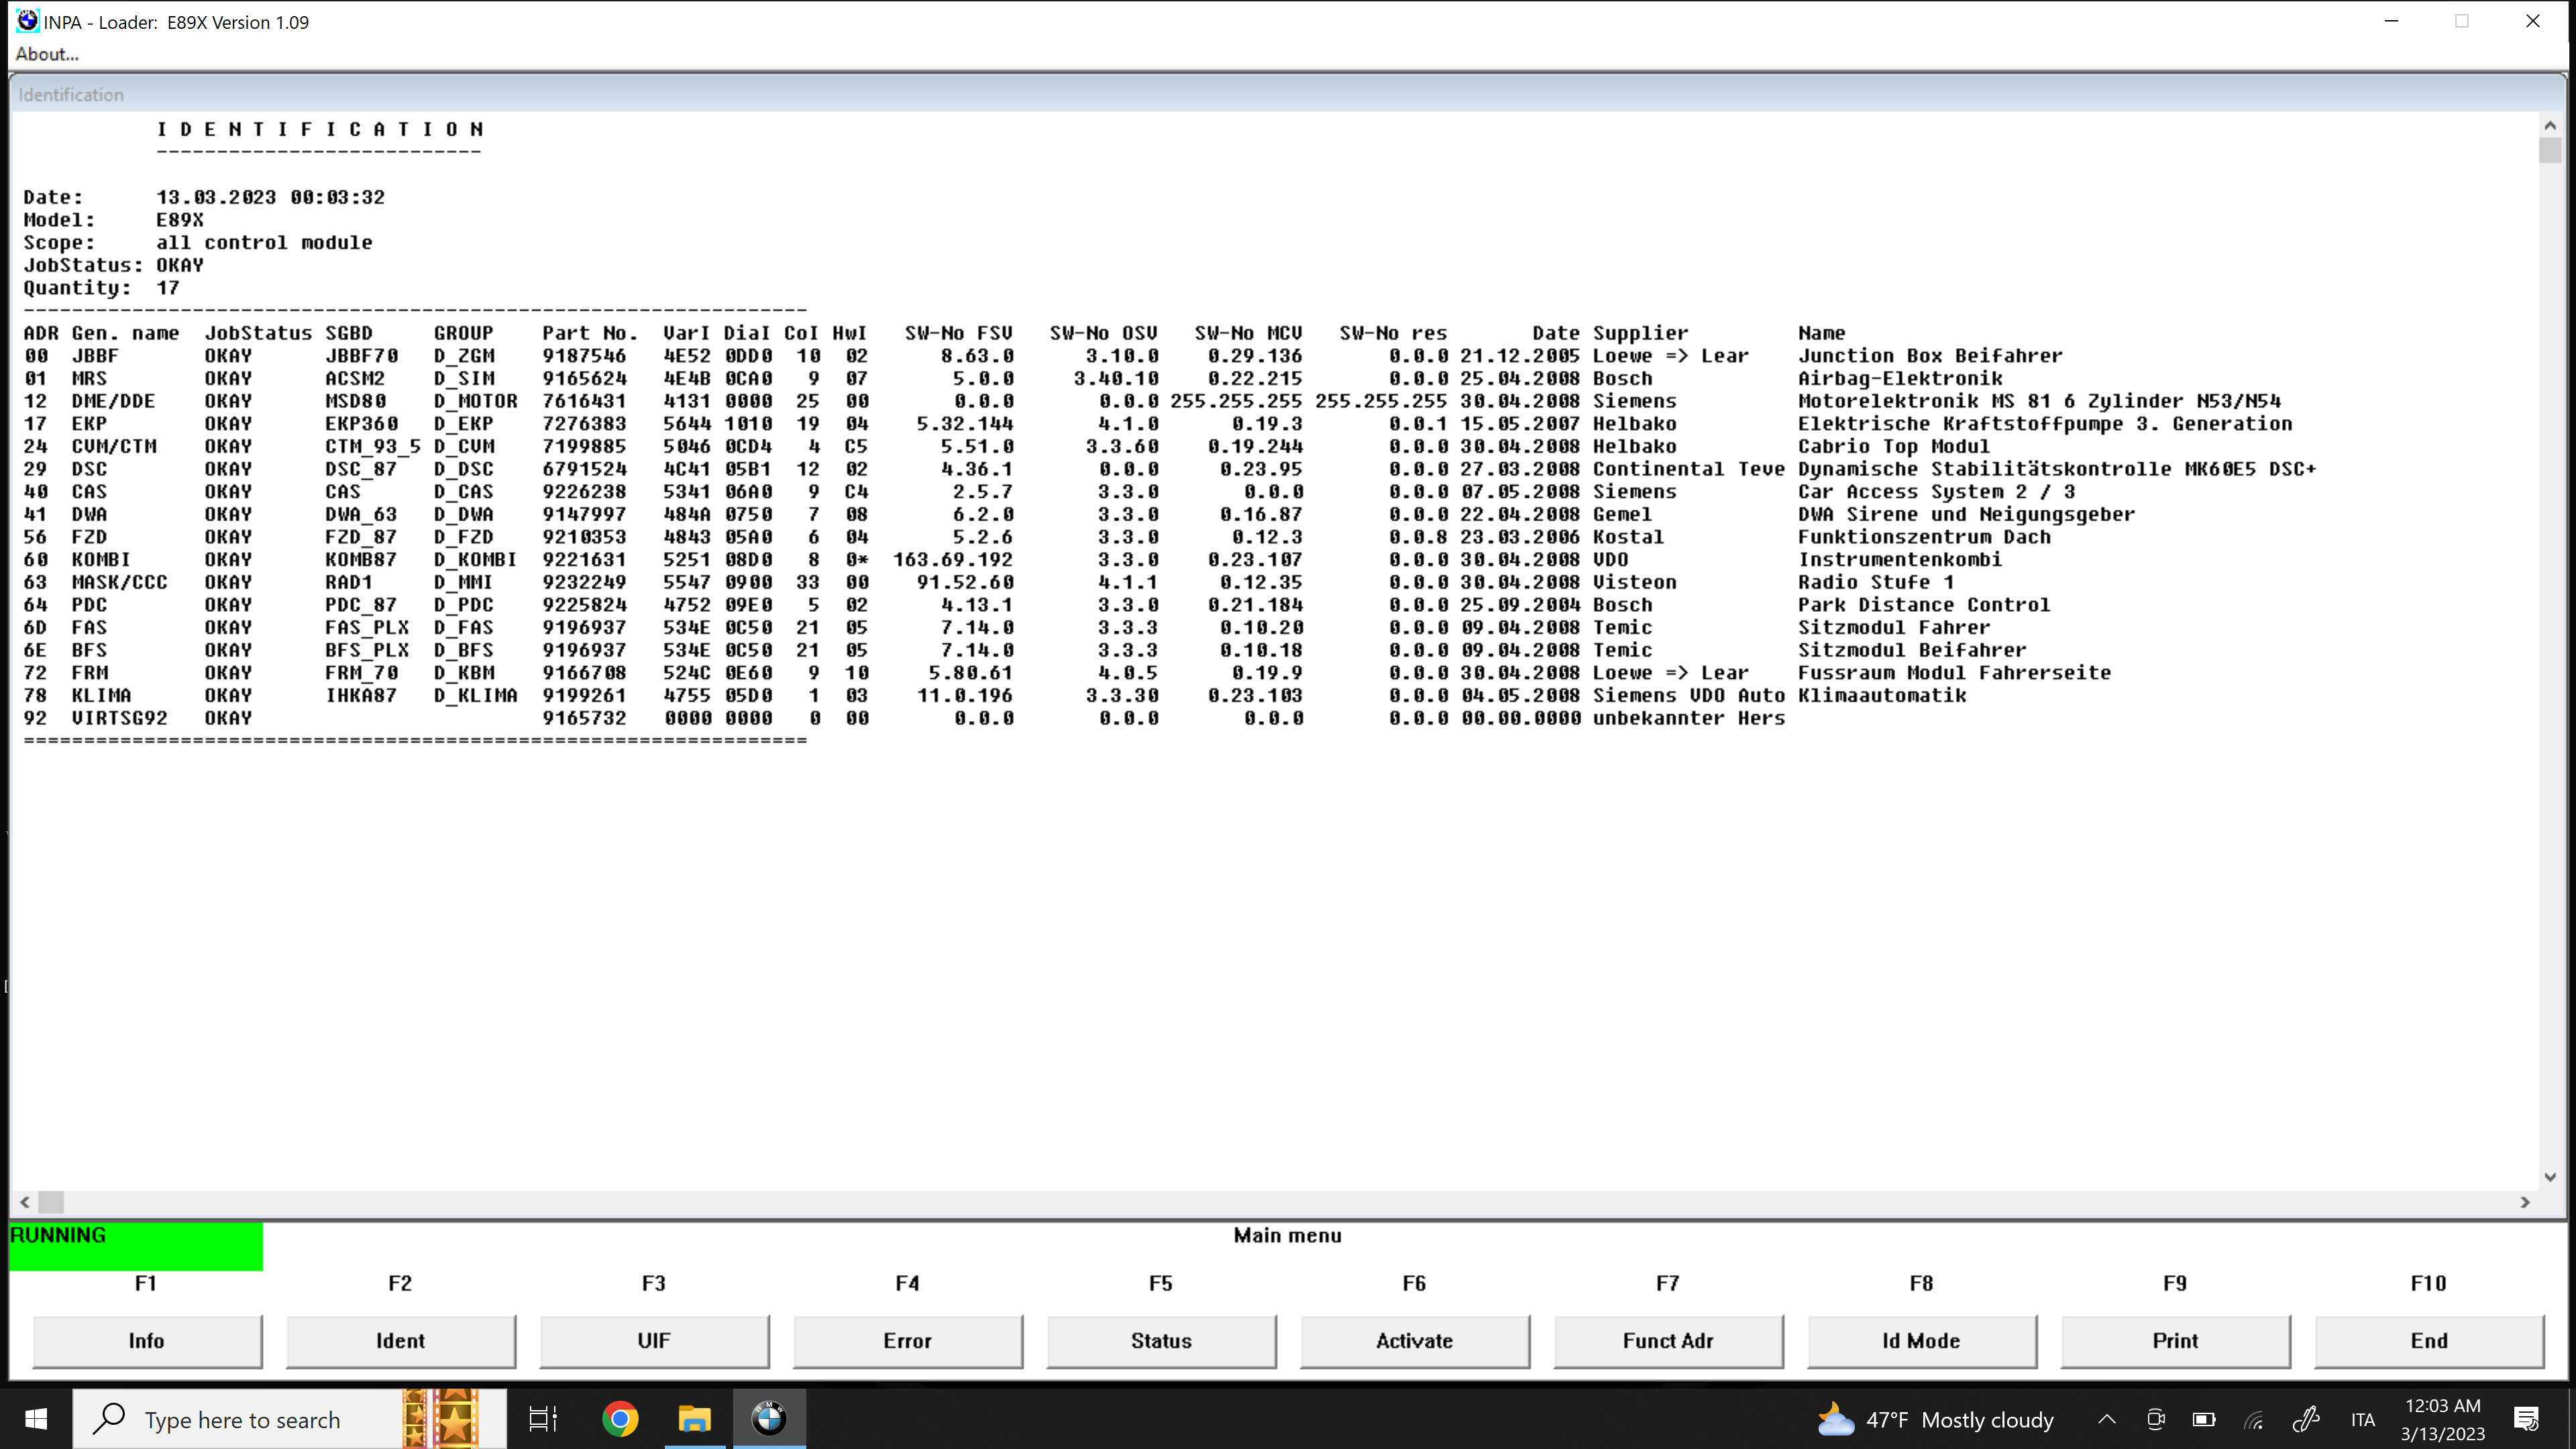 INPA - Loader: E89X Version 1.09
About...
Identification
I D E N T I F I C A T I O N
---------------------------
Date: 13.03.2023 00:03:32
Model: E89X
Scope: all control module
JobStatus: OKAY
Quantity: 17
-----------------------------------------------------------------
ADR Gen. name JobStatus SGBD GROUP Part No. VarI DiaI CoI HwI SW-No FSV SW-No OSV SW-No MCV SW-No res Date Supplier Name
00 JBBF OKAY JBBF70 D_ZGM 9187546 4E52 0DD0 10 02 8.63.0 3.10.0 0.29.136 0.0.0 21.12.2005 Loewe => Lear Junction Box Beifahrer
01 MRS OKAY ACSM2 D_SIM 9165624 4E4B 0CA0 9 07 5.0.0 3.40.10 0.22.215 0.0.0 25.04.2008 Bosch Airbag-Elektronik
12 DME/DDE OKAY MSD80 D_MOTOR 7616431 4131 0000 25 00 0.0.0 0.0.0 255.255.255 255.255.255 30.04.2008 Siemens Motorelektronik MS 81 6 Zylinder N53/N54
17 EKP OKAY EKP360 D_EKP 7276383 5644 1010 19 04 5.32.144 4.1.0 0.19.3 0.0.1 15.05.2007 Helbako Elektrische Kraftstoffpumpe 3. Generation
24 CVM/CTM OKAY CTM_93_5 D_CVM 7199885 5046 0CD4 4 C5 5.51.0 3.3.60 0.19.244 0.0.0 30.04.2008 Helbako Cabrio Top Modul
29 DSC OKAY DSC_87 D_DSC 6791524 4C41 05B1 12 02 4.36.1 0.0.0 0.23.95 0.0.0 27.03.2008 Continental Teve Dynamische Stabilitätskontrolle MK60E5 DSC+
40 CAS OKAY CAS D_CAS 9226238 5341 06A0 9 C4 2.5.7 3.3.0 0.0.0 0.0.0 07.05.2008 Siemens Car Access System 2 / 3
41 DWA OKAY DWA_63 D_DWA 9147997 484A 0750 7 08 6.2.0 3.3.0 0.16.87 0.0.0 22.04.2008 Gemel DWA Sirene und Neigungsgeber
56 FZD OKAY FZD_87 D_FZD 9210353 4843 05A0 6 04 5.2.6 3.3.0 0.12.3 0.0.8 23.03.2006 Kostal Funktionszentrum Dach
60 KOMBI OKAY KOMB87 D_KOMBI 9221631 5251 08D0 8 0* 163.69.192 3.3.0 0.23.107 0.0.0 30.04.2008 VDO Instrumentenkombi
63 MASK/CCC OKAY RAD1 D_MMI 9232249 5547 0900 33 00 91.52.60 4.1.1 0.12.35 0.0.0 30.04.2008 Visteon Radio Stufe 1
64 PDC OKAY PDC_87 D_PDC 9225824 4752 09E0 5 02 4.13.1 3.3.0 0.21.184 0.0.0 25.09.2004 Bosch Park Distance Control
6D FAS OKAY FAS_PLX D_FAS 9196937 534E 0C50 21 05 7.14.0 3.3.3 0.10.20 0.0.0 09.04.2008 Temic Sitzmodul Fahrer
6E BFS OKAY BFS_PLX D_BFS 9196937 534E 0C50 21 05 7.14.0 3.3.3 0.10.18 0.0.0 09.04.2008 Temic Sitzmodul Beifahrer
72 FRM OKAY FRM_70 D_KBM 9166708 524C 0E60 9 10 5.80.61 4.0.5 0.19.9 0.0.0 30.04.2008 Loewe => Lear Fussraum Modul Fahrerseite
78 KLIMA OKAY IHKA87 D_KLIMA 9199261 4755 05D0 1 03 11.0.196 3.3.30 0.23.103 0.0.0 04.05.2008 Siemens VDO Auto Klimaautomatik
92 VIRTSG92 OKAY 9165732 0000 0000 0 00 0.0.0 0.0.0 0.0.0 0.0.0 00.00.0000 unbekannter Hers
=================================================================
RUNNING
Main menu
F1 F2 F3 F4 F5 F6 F7 F8 F9 F10
Info Ident UIF Error Status Activate Funct Adr Id Mode Print End
Type here to search
47°F Mostly cloudy
ITA
12:03 AM
3/13/2023